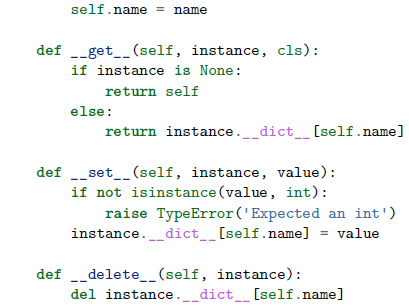 self.name = name
def __get__(self, instance, cls):
if instance is None:
return self
else:
return instance.__dict__[self.name]
def __set__(self, instance, value):
if not isinstance(value, int):
raise TypeError('Expected an int')
instance.__dict__[self.name] = value
def __delete__(self, instance):
del instance.__dict__[self.name]